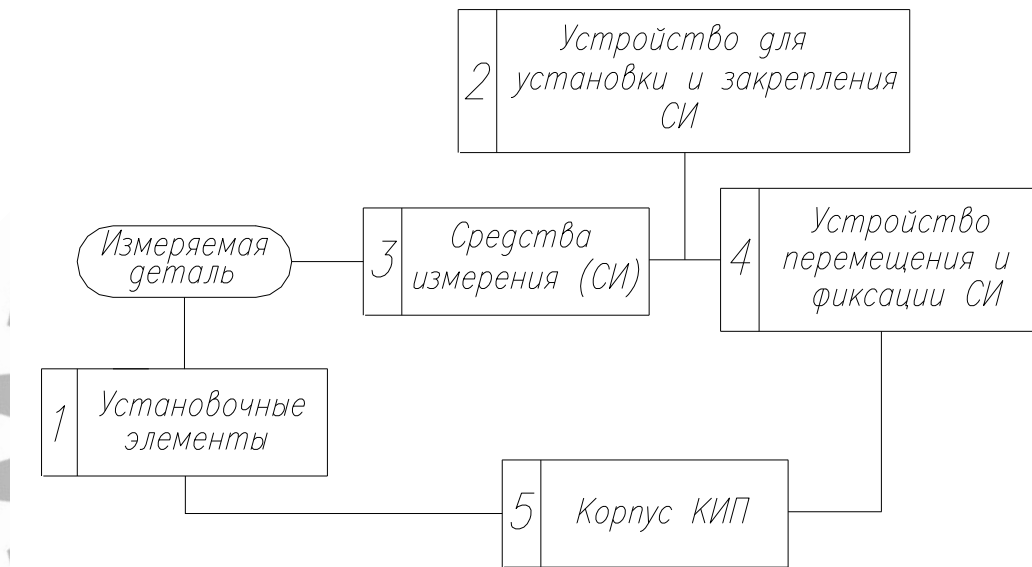 2
Устройство для
установки и закрепления
СИ
Измеряемая
деталь
3
Средства
измерения (СИ)
4
Устройство
перемещения и
фиксации СИ
1
Установочные
элементы
5
Корпус КИП